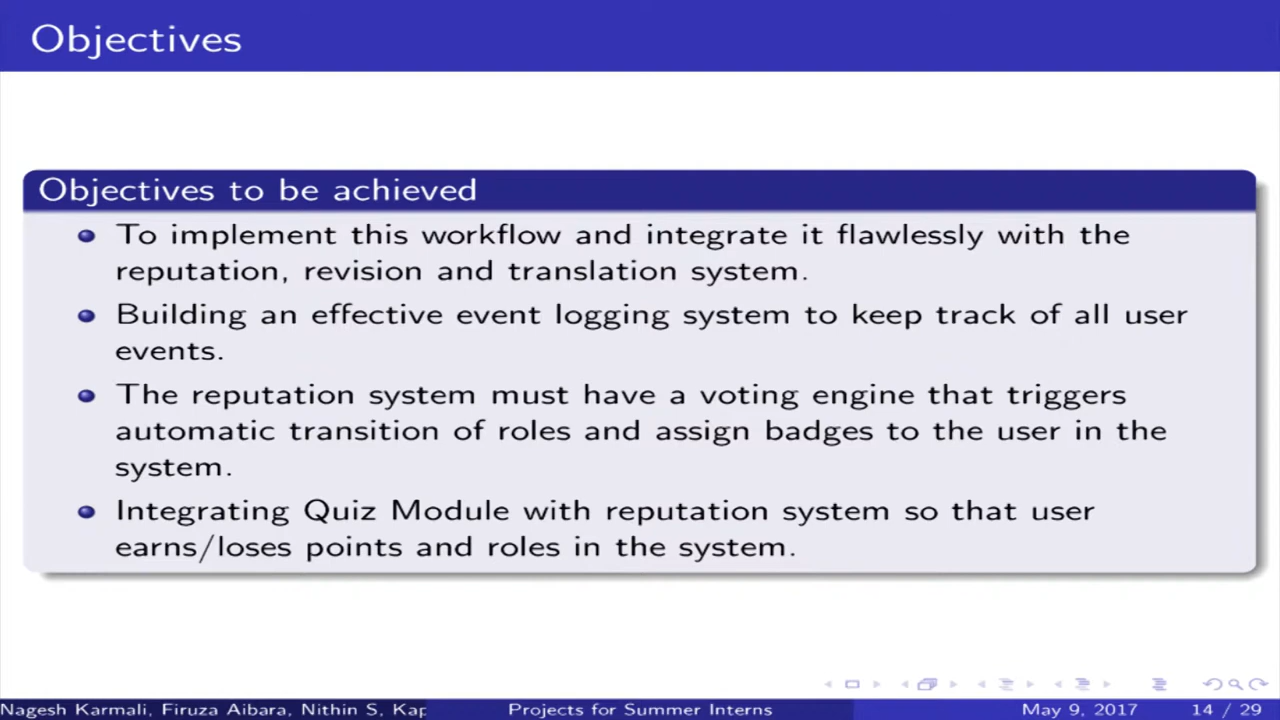 Objectives
Objectives to be achieved
To implement this workflow and integrate it flawlessly with the
reputation, revision and translation system.
Building an effective event logging system to keep track of all user
events.
The reputation system must have a voting engine that triggers
automatic transition of roles and assign badges to the user in the
system.
Integrating Quiz Module with reputation system so that user
earns/loses points and roles in the system.
Nagesh Karmali, Firuza Aibara, Nithin S, Kap
Projects for Summer Interns
May 9, 2017
14 / 29